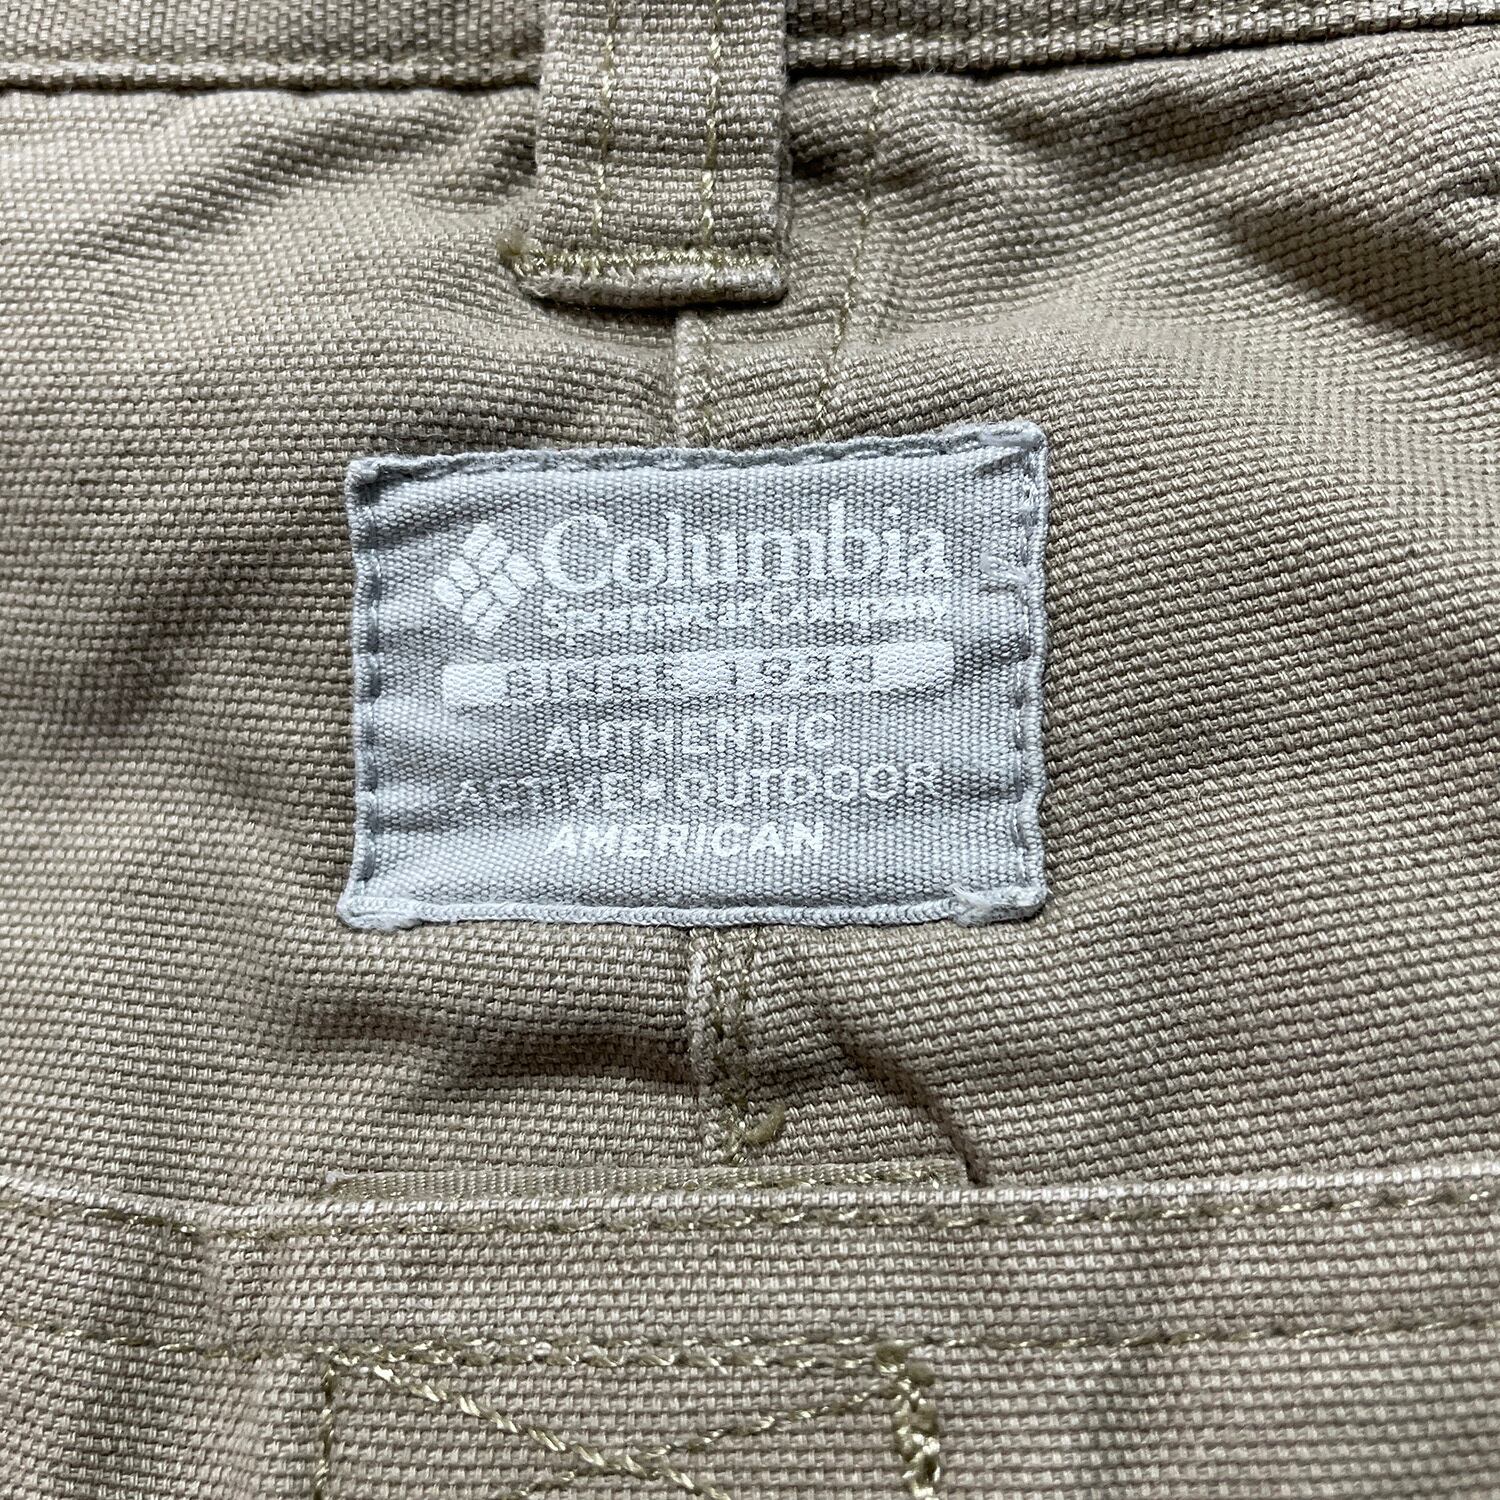 Columbia
Sportswear Company
SINCE 1938
AUTHENTIC
ACTIVE • OUTDOOR
AMERICAN